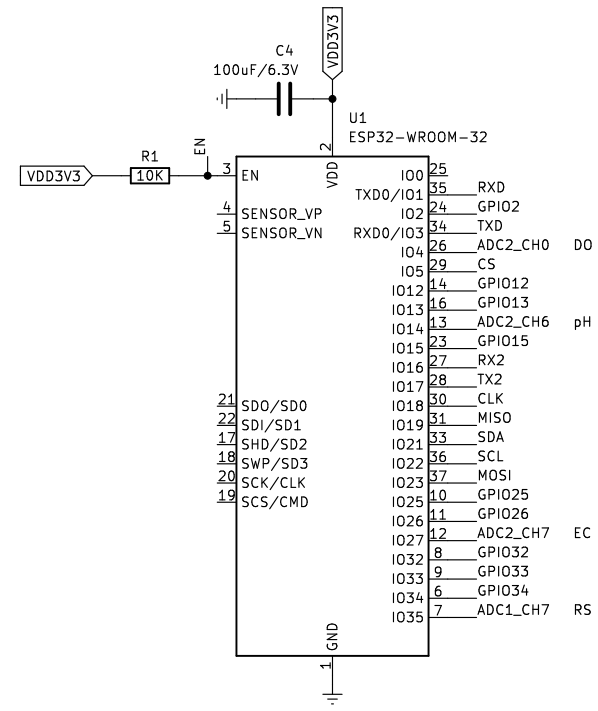 VDD3V3
C4
100uF/6.3V
U1
ESP32-WROOM-32
2
VDD
R1
EN
VDD3V3
10K
3
EN
IO0
25
TXD0/IO1
35
RXD
4
SENSOR_VP
IO2
24
GPIO2
5
SENSOR_VN
RXD0/IO3
34
TXD
IO4
26
ADC2_CH0
DO
IO5
29
CS
IO12
14
GPIO12
IO13
16
GPIO13
IO14
13
ADC2_CH6
pH
IO15
23
GPIO15
IO16
27
RX2
IO17
28
TX2
21
SDO/SD0
IO18
30
CLK
22
SDI/SD1
IO19
31
MISO
17
SHD/SD2
IO21
33
SDA
18
SWP/SD3
IO22
36
SCL
20
SCK/CLK
IO23
37
MOSI
19
SCS/CMD
IO25
10
GPIO25
IO26
11
GPIO26
IO27
12
ADC2_CH7
EC
IO32
8
GPIO32
IO33
9
GPIO33
IO34
6
GPIO34
IO35
7
ADC1_CH7
RS
GND
1